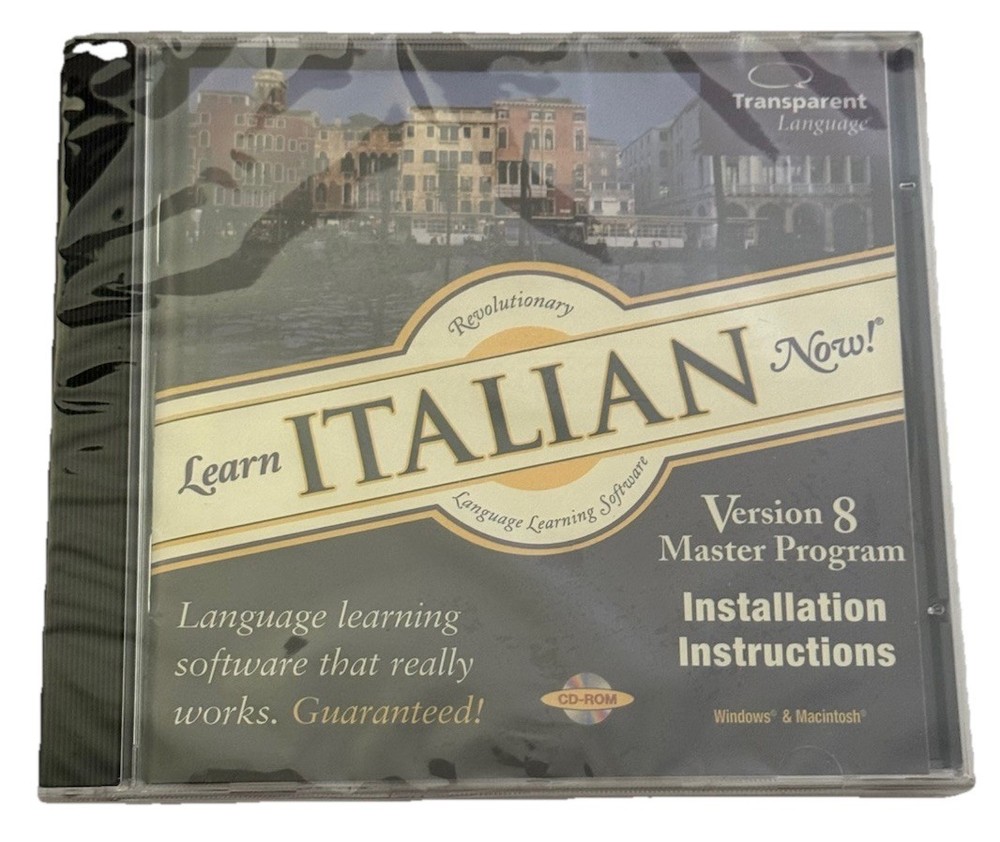 Transparent
Language
Revolutionary
Learn ITALIAN Now!®
Language Learning Software
Version 8
Master Program
Installation
Instructions
Language learning
software that really
works. Guaranteed!
CD-ROM
Windows® & Macintosh®